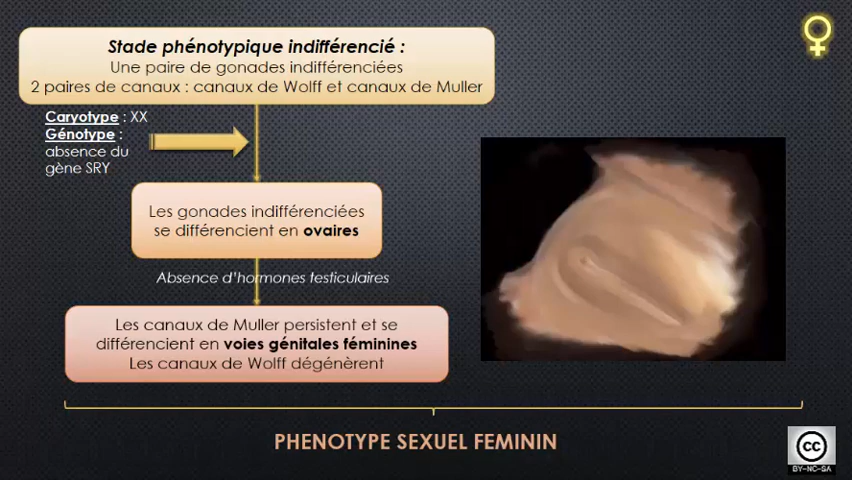 Stade phénotypique indifférencié :
Une paire de gonades indifférenciées
2 paires de canaux : canaux de Wolff et canaux de Muller
Caryotype : XX
Génotype :
absence du
gène SRY
Les gonades indifférenciées
se différencient en ovaires
Absence d'hormones testiculaires
Les canaux de Muller persistent et se
différencient en voies génitales féminines
Les canaux de Wolff dégénèrent
PHENOTYPE SEXUEL FEMININ
cc
BY-NC-SA